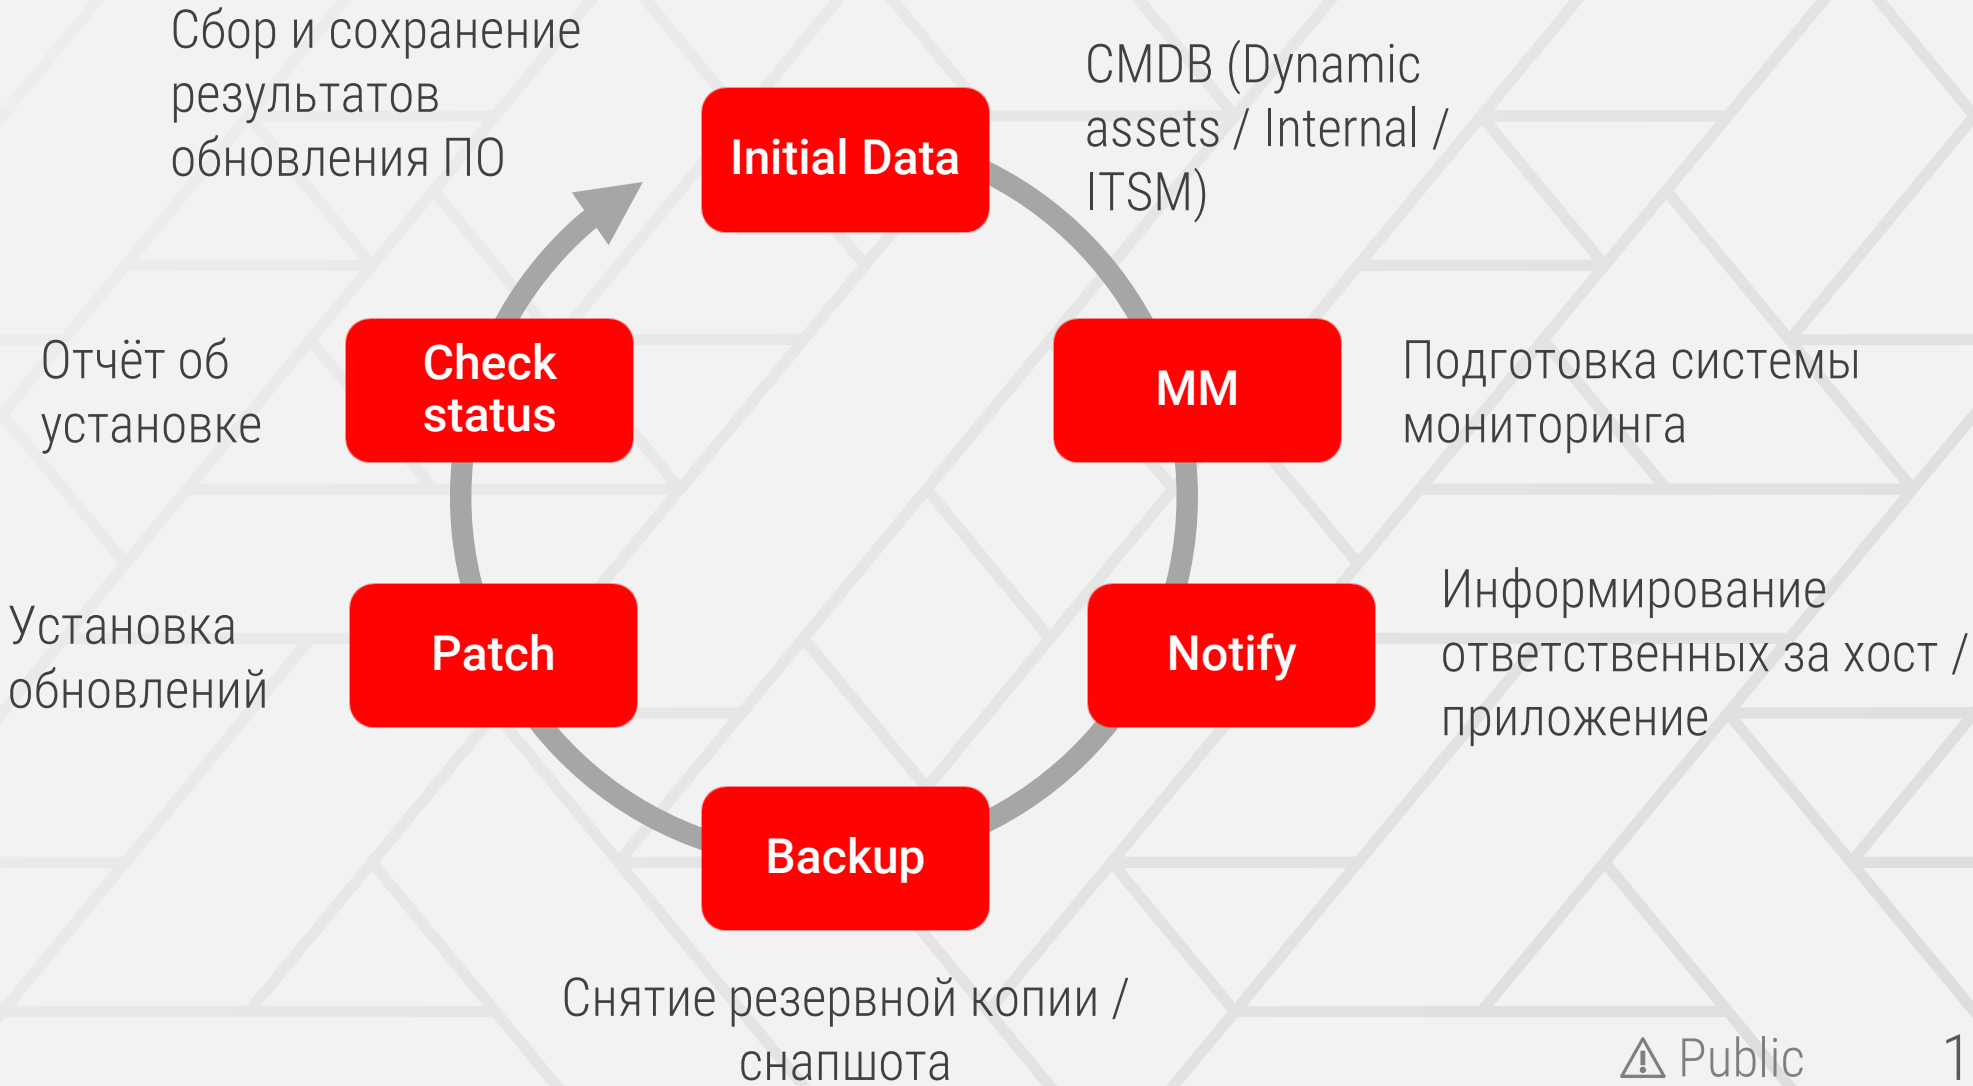 Сбор и сохранение
результатов
обновления ПО
Initial Data
CMDB (Dynamic
assets / Internal /
ITSM)
Отчёт об
установке
Check
status
MM
Подготовка системы
мониторинга
Установка
обновлений
Patch
Notify
Информирование
ответственных за хост /
приложение
Backup
Снятие резервной копии /
снапшота
Public
1